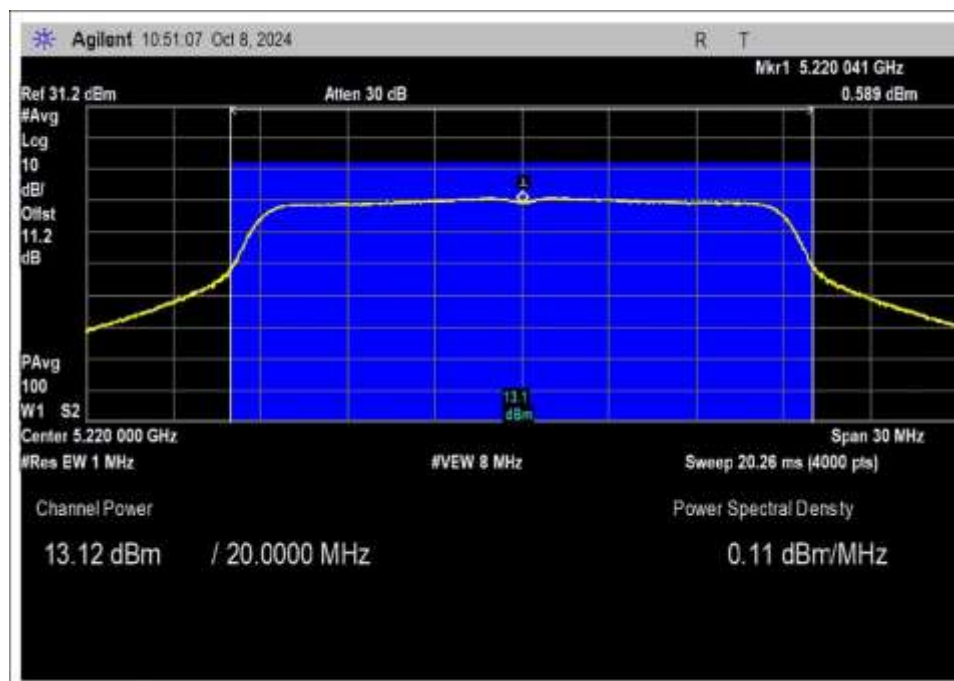 Agilent 10:51:07 Oct 8, 2024 R T
Mkr1 5.220 041 GHz
Ref 31.2 dBm Atten 30 dB 0.589 dBm
#Avg
Log
10
dB/
Offst
11.2
dB
1
PAvg
100
13.1
dBm
W1 S2
Center 5.220 000 GHz Span 30 MHz
#Res BW 1 MHz #VBW 8 MHz Sweep 20.26 ms (4000 pts)
Channel Power Power Spectral Density
13.12 dBm / 20.0000 MHz 0.11 dBm/MHz